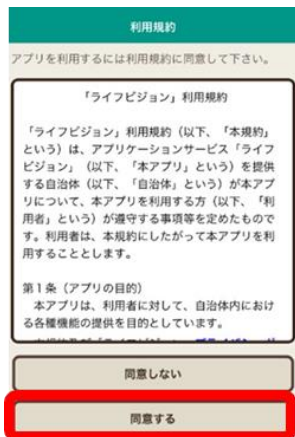 利用規約
アプリを利用するには利用規約に同意して下さい。
「ライフビジョン」利用規約
「ライフビジョン」利用規約（以下、「本規約」
という）は、アプリケーションサービス「ライフ
ビジョン」（以下、「本アプリ」という）を提供
する自治体（以下、「自治体」という）が本アプ
リについて、本アプリを利用する方（以下、「利
用者」という）が遵守する事項等を定めたもので
す。利用者は、本規約にしたがって本アプリを利
用することとします。
第１条（アプリの目的）
本アプリは、利用者に対して、自治体内におけ
る各種機能の提供を目的としています。
同意しない
同意する